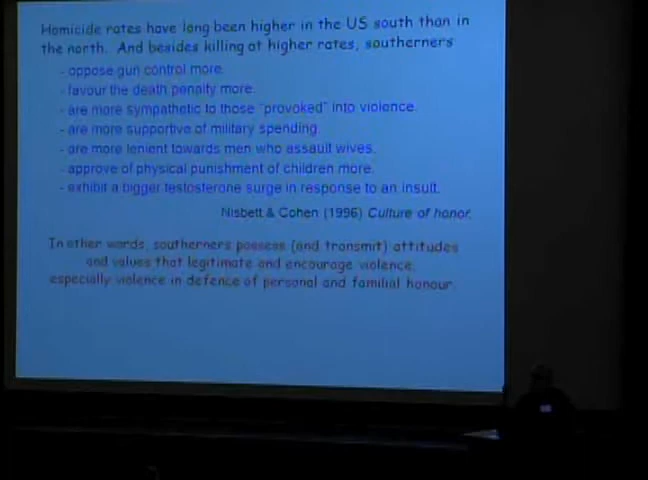 Homicide rates have long been higher in the US south than in
the north. And besides killing at higher rates, southerners
- oppose gun control more.
- favour the death penalty more.
- are more sympathetic to those "provoked" into violence.
- are more supportive of military spending.
- are more lenient towards men who assault wives.
- approve of physical punishment of children more.
- exhibit a bigger testosterone surge in response to an insult.
Nisbett & Cohen (1996) Culture of honor.
In other words, southerners possess (and transmit) attitudes
and values that legitimate and encourage violence,
especially violence in defence of personal and familial honour.